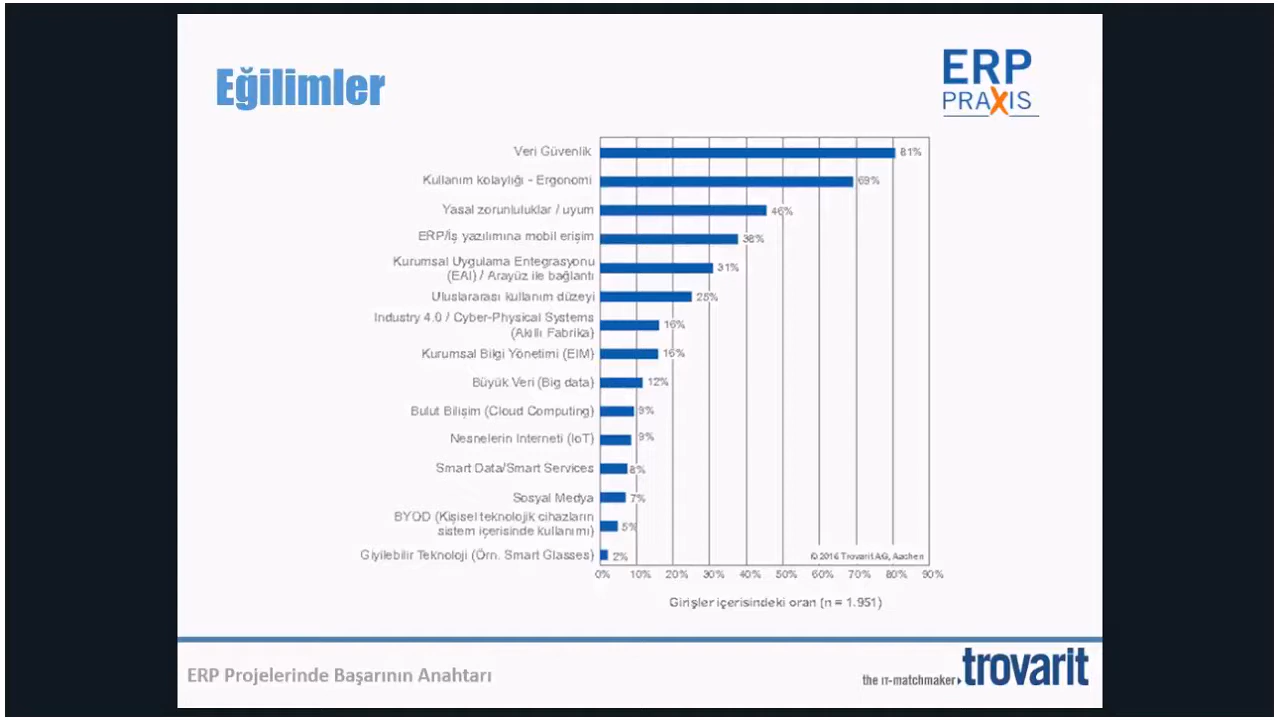 Eğilimler
ERP
PRAXIS
Veri Güvenlik
81%
Kullanım kolaylığı - Ergonomi
69%
Yasal zorunluluklar / uyum
46%
ERP/İş yazılımına mobil erişim
38%
Kurumsal Uygulama Entegrasyonu
(EAI) / Arayüz ile bağlantı
31%
Uluslararası kullanım düzeyi
25%
Industry 4.0 / Cyber-Physical Systems
(Akıllı Fabrika)
16%
Kurumsal Bilgi Yönetimi (EIM)
16%
Büyük Veri (Big data)
12%
Bulut Bilişim (Cloud Computing)
9%
Nesnelerin Interneti (IoT)
9%
Smart Data/Smart Services
8%
Sosyal Medya
7%
BYOD (Kişisel teknolojik cihazların
sistem içerisinde kullanımı)
5%
Giyilebilir Teknoloji (Örn. Smart Glasses)
2%
© 2016 Trovarit AG, Aachen
0% 10% 20% 30% 40% 50% 60% 70% 80% 90%
Girişler içerisindeki oran (n = 1.951)
ERP Projelerinde Başarının Anahtarı
the IT-matchmaker
trovarit